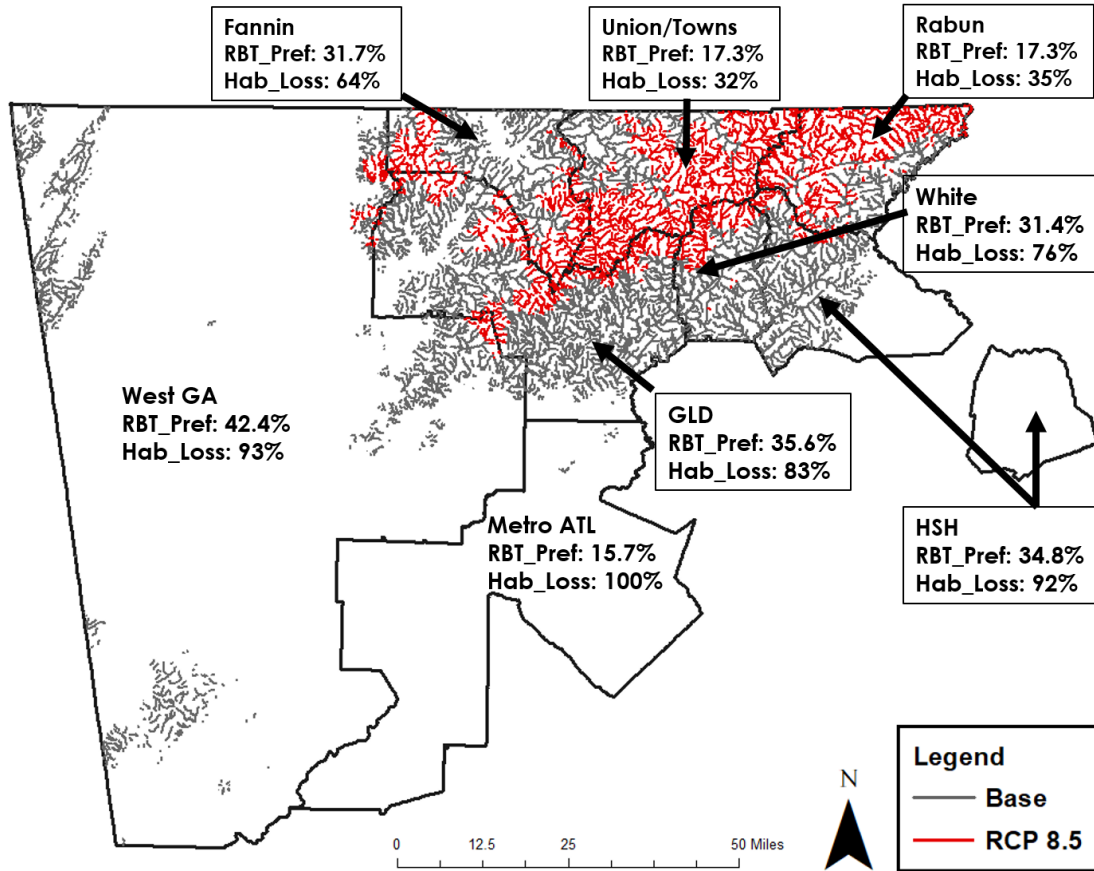 Fannin
RBT_Pref: 31.7%
Hab_Loss: 64%
Union/Towns
RBT_Pref: 17.3%
Hab_Loss: 32%
Rabun
RBT_Pref: 17.3%
Hab_Loss: 35%
White
RBT_Pref: 31.4%
Hab_Loss: 76%
West GA
RBT_Pref: 42.4%
Hab_Loss: 93%
GLD
RBT_Pref: 35.6%
Hab_Loss: 83%
Metro ATL
RBT_Pref: 15.7%
Hab_Loss: 100%
HSH
RBT_Pref: 34.8%
Hab_Loss: 92%
Legend
Base
RCP 8.5
N
0 12.5 25 50 Miles